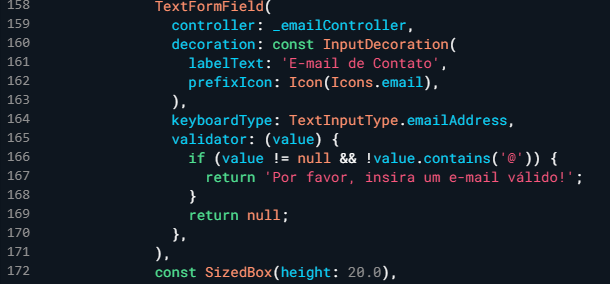 158 TextFormField(
159 controller: _emailController,
160 decoration: const InputDecoration(
161 labelText: 'E-mail de Contato',
162 prefixIcon: Icon(Icons.email),
163 ),
164 keyboardType: TextInputType.emailAddress,
165 validator: (value) {
166 if (value != null && !value.contains('@')) {
167 return 'Por favor, insira um e-mail válido!';
168 }
169 return null;
170 },
171 ),
172 const SizedBox(height: 20.0),